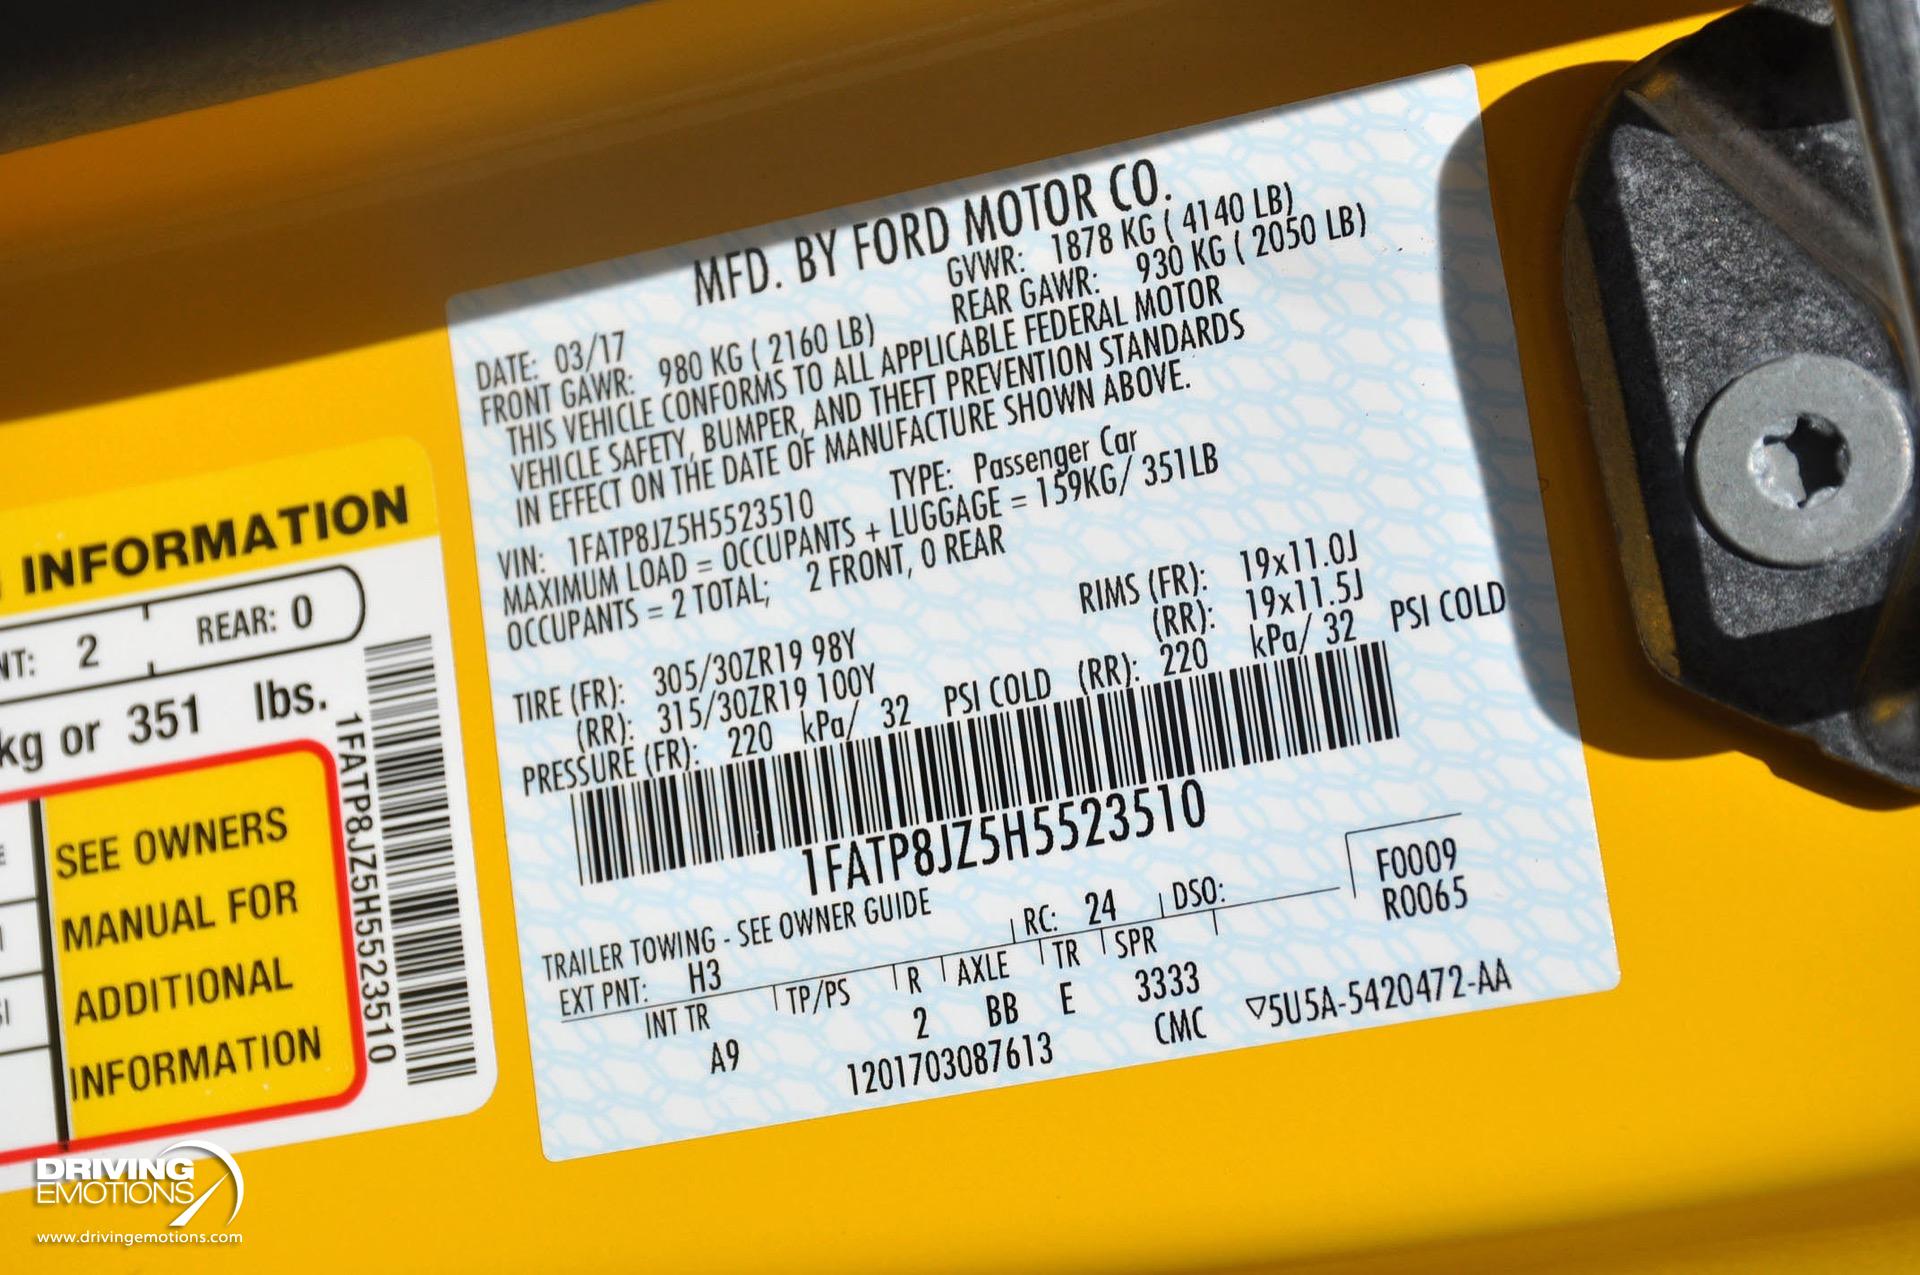 MFD. BY FORD MOTOR CO.
DATE: 03/17 GVWR: 1878 KG ( 4140 LB)
FRONT GAWR: 980 KG ( 2160 LB) REAR GAWR: 930 KG ( 2050 LB)
THIS VEHICLE CONFORMS TO ALL APPLICABLE FEDERAL MOTOR
VEHICLE SAFETY, BUMPER, AND THEFT PREVENTION STANDARDS
IN EFFECT ON THE DATE OF MANUFACTURE SHOWN ABOVE.
VIN: 1FATP8JZ5H5523510 TYPE: Passenger Car
MAXIMUM LOAD = OCCUPANTS + LUGGAGE = 159KG/ 351LB
OCCUPANTS = 2 TOTAL; 2 FRONT, 0 REAR
TIRE (FR): 305/30ZR19 98Y RIMS (FR): 19x11.0J
(RR): 315/30ZR19 100Y (RR): 19x11.5J
PRESSURE (FR): 220 kPa/ 32 PSI COLD (RR): 220 kPa/ 32 PSI COLD
1FATP8JZ5H5523510
TRAILER TOWING - SEE OWNER GUIDE
EXT PNT: H3 RC: 24 DSO: F0009
R0065
INT TR TP/PS R AXLE TR SPR
A9 2 BB E 3333
1201703087613 CMC ▽5U5A-5420472-AA
INFORMATION
2 REAR: 0
kg or 351 lbs.
SEE OWNERS
MANUAL FOR
ADDITIONAL
INFORMATION
1FATP8JZ5H5523510
DRIVING
EMOTIONS
www.drivingemotions.com